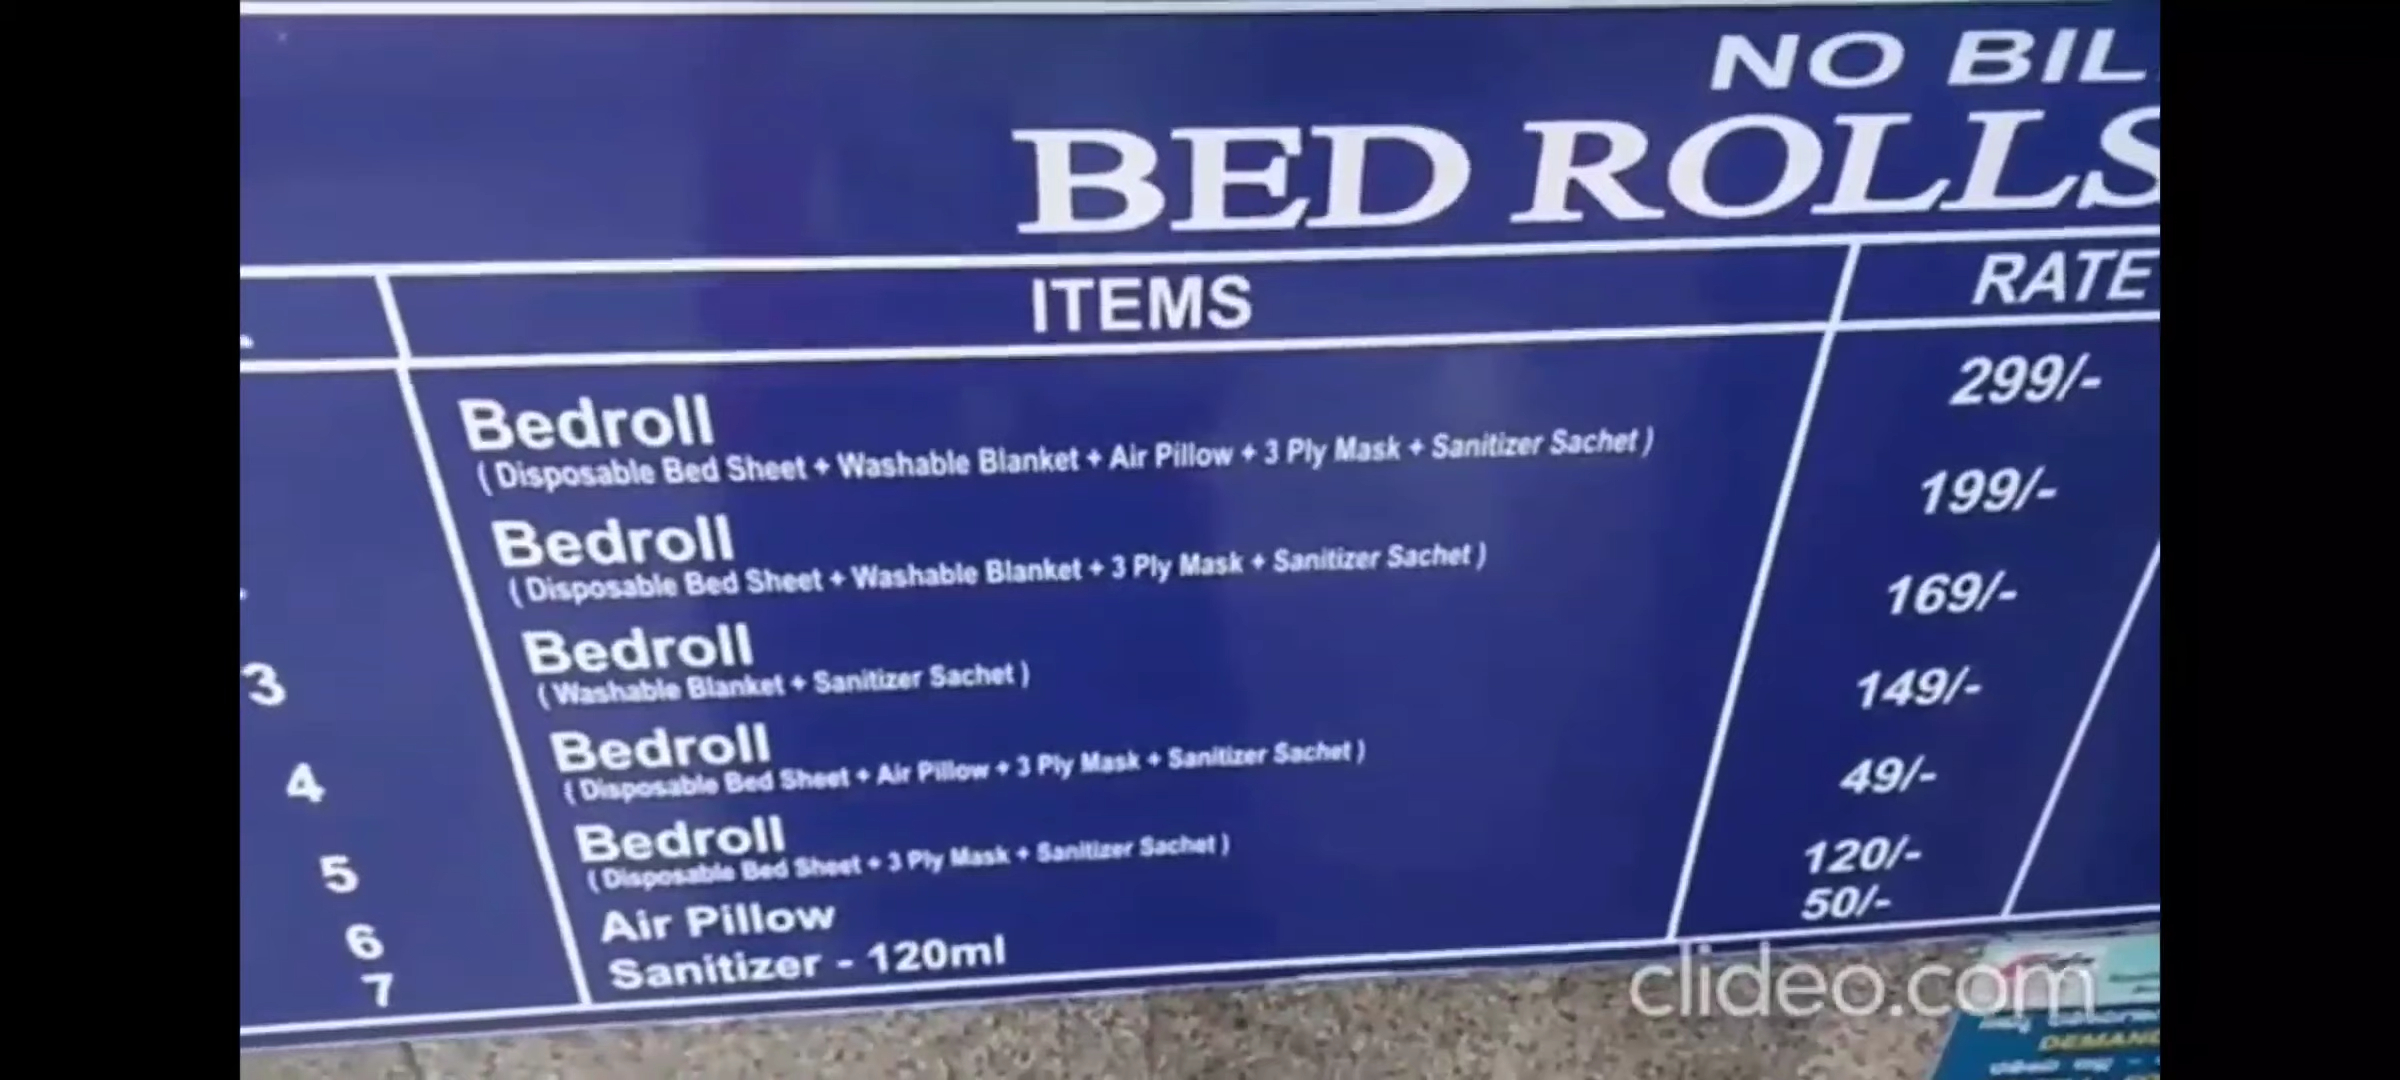 NO BIL
BED ROLLS
ITEMS RATE
Bedroll 299/-
( Disposable Bed Sheet + Washable Blanket + Air Pillow + 3 Ply Mask + Sanitizer Sachet )
Bedroll 199/-
( Disposable Bed Sheet + Washable Blanket + 3 Ply Mask + Sanitizer Sachet )
3 Bedroll 169/-
( Washable Blanket + Sanitizer Sachet )
4 Bedroll 149/-
( Disposable Bed Sheet + Air Pillow + 3 Ply Mask + Sanitizer Sachet )
5 Bedroll 49/-
( Disposable Bed Sheet + 3 Ply Mask + Sanitizer Sachet )
6 Air Pillow 120/-
7 Sanitizer - 120ml 50/-
clideo.com
DEMAND